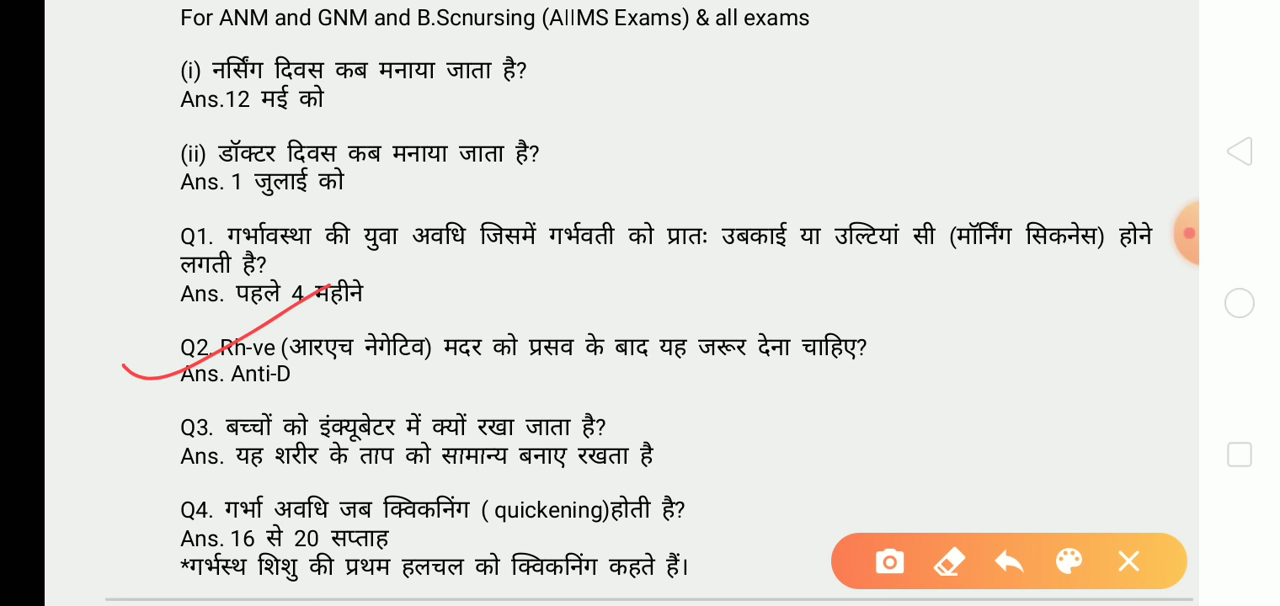 For ANM and GNM and B.Scnursing (AIIMS Exams) & all exams
(i) नर्सिंग दिवस कब मनाया जाता है?
Ans.12 मई को
(ii) डॉक्टर दिवस कब मनाया जाता है?
Ans. 1 जुलाई को
Q1. गर्भावस्था की युवा अवधि जिसमें गर्भवती को प्रातः उबकाई या उल्टियां सी (मॉर्निंग सिकनेस) होने
लगती है?
Ans. पहले 4 महीने
Q2. Rh-ve (आरएच नेगेटिव) मदर को प्रसव के बाद यह जरूर देना चाहिए?
Ans. Anti-D
Q3. बच्चों को इंक्यूबेटर में क्यों रखा जाता है?
Ans. यह शरीर के ताप को सामान्य बनाए रखता है
Q4. गर्भा अवधि जब क्विकनिंग ( quickening)होती है?
Ans. 16 से 20 सप्ताह
*गर्भस्थ शिशु की प्रथम हलचल को क्विकनिंग कहते हैं।